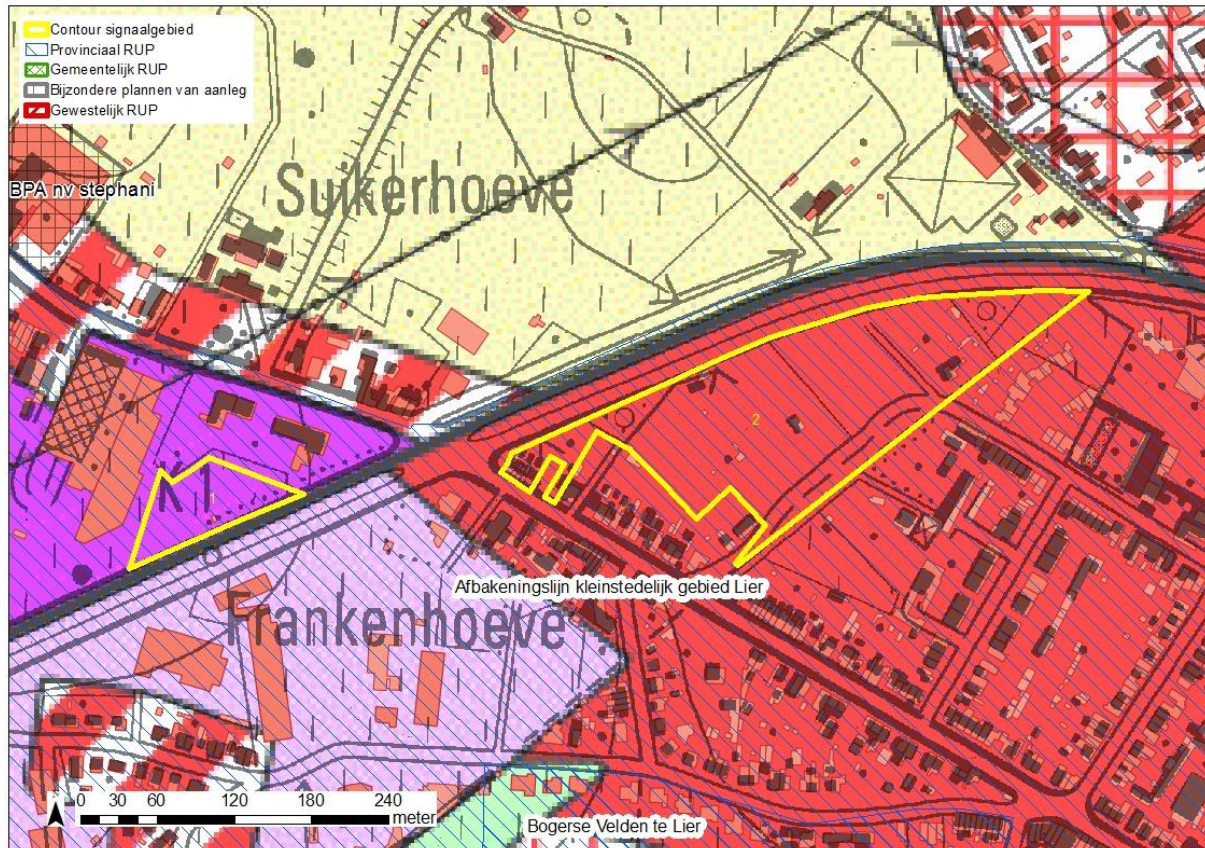 Contour signaalgebied
Provinciaal RUP
Gemeentelijk RUP
Bijzondere plannen van aanleg
Gewestelijk RUP
BPA nv stephani
Suikerhoeve
2
K1
1
Afbakeningslijn kleinstedelijk gebied Lier
Frankenhoeve
0 30 60 120 180 240
meter
Bogerse Velden te Lier